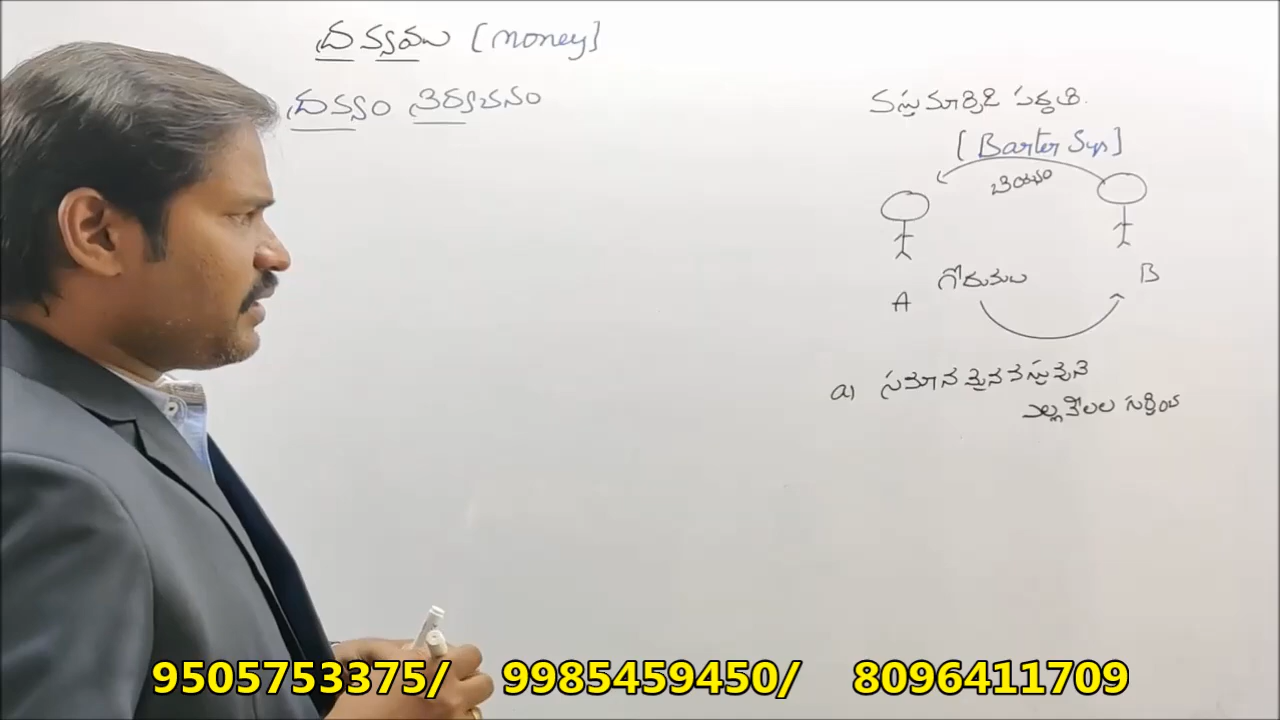 ద్రవ్యము [money]
ద్రవ్యం నిర్వచనం
వస్తుమార్పిడి పద్ధతి.
[Barter Sys]
బియ్యం
గోధుమలు
A
B
a) సమానమైన వస్తువుని
ఎల్లవేలల
9505753375/ 9985459450/ 8096411709